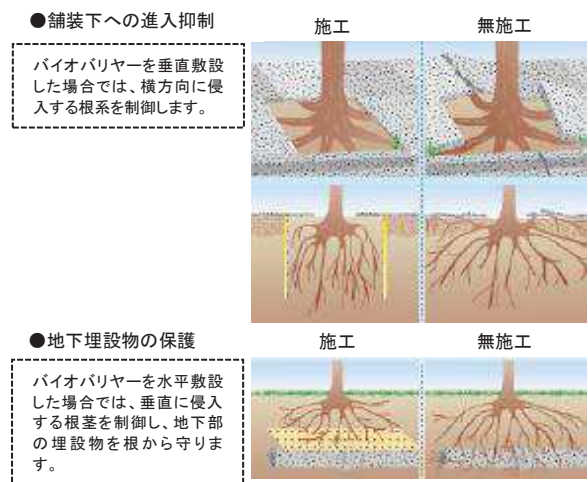 ●舗装下への進入抑制
施工
無施工
バイオバリヤーを垂直敷設
した場合では、横方向に侵
入する根系を制御します。
●地下埋設物の保護
施工
無施工
バイオバリヤーを水平敷設
した場合では、垂直に侵入
する根茎を制御し、地下部
の埋設物を根から守りま
す。